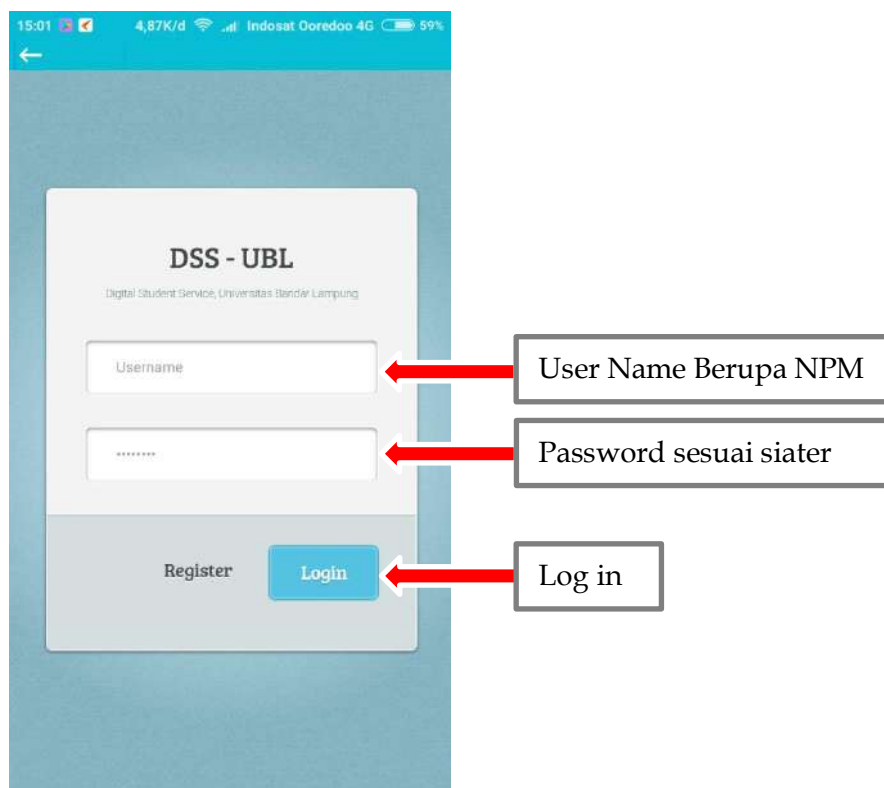 15:01 4,87K/d Indosat Ooredoo 4G 59%
DSS - UBL
Digital Student Service, Universitas Bandar Lampung
Username
User Name Berupa NPM
Password sesuai siater
Register
Login
Log in